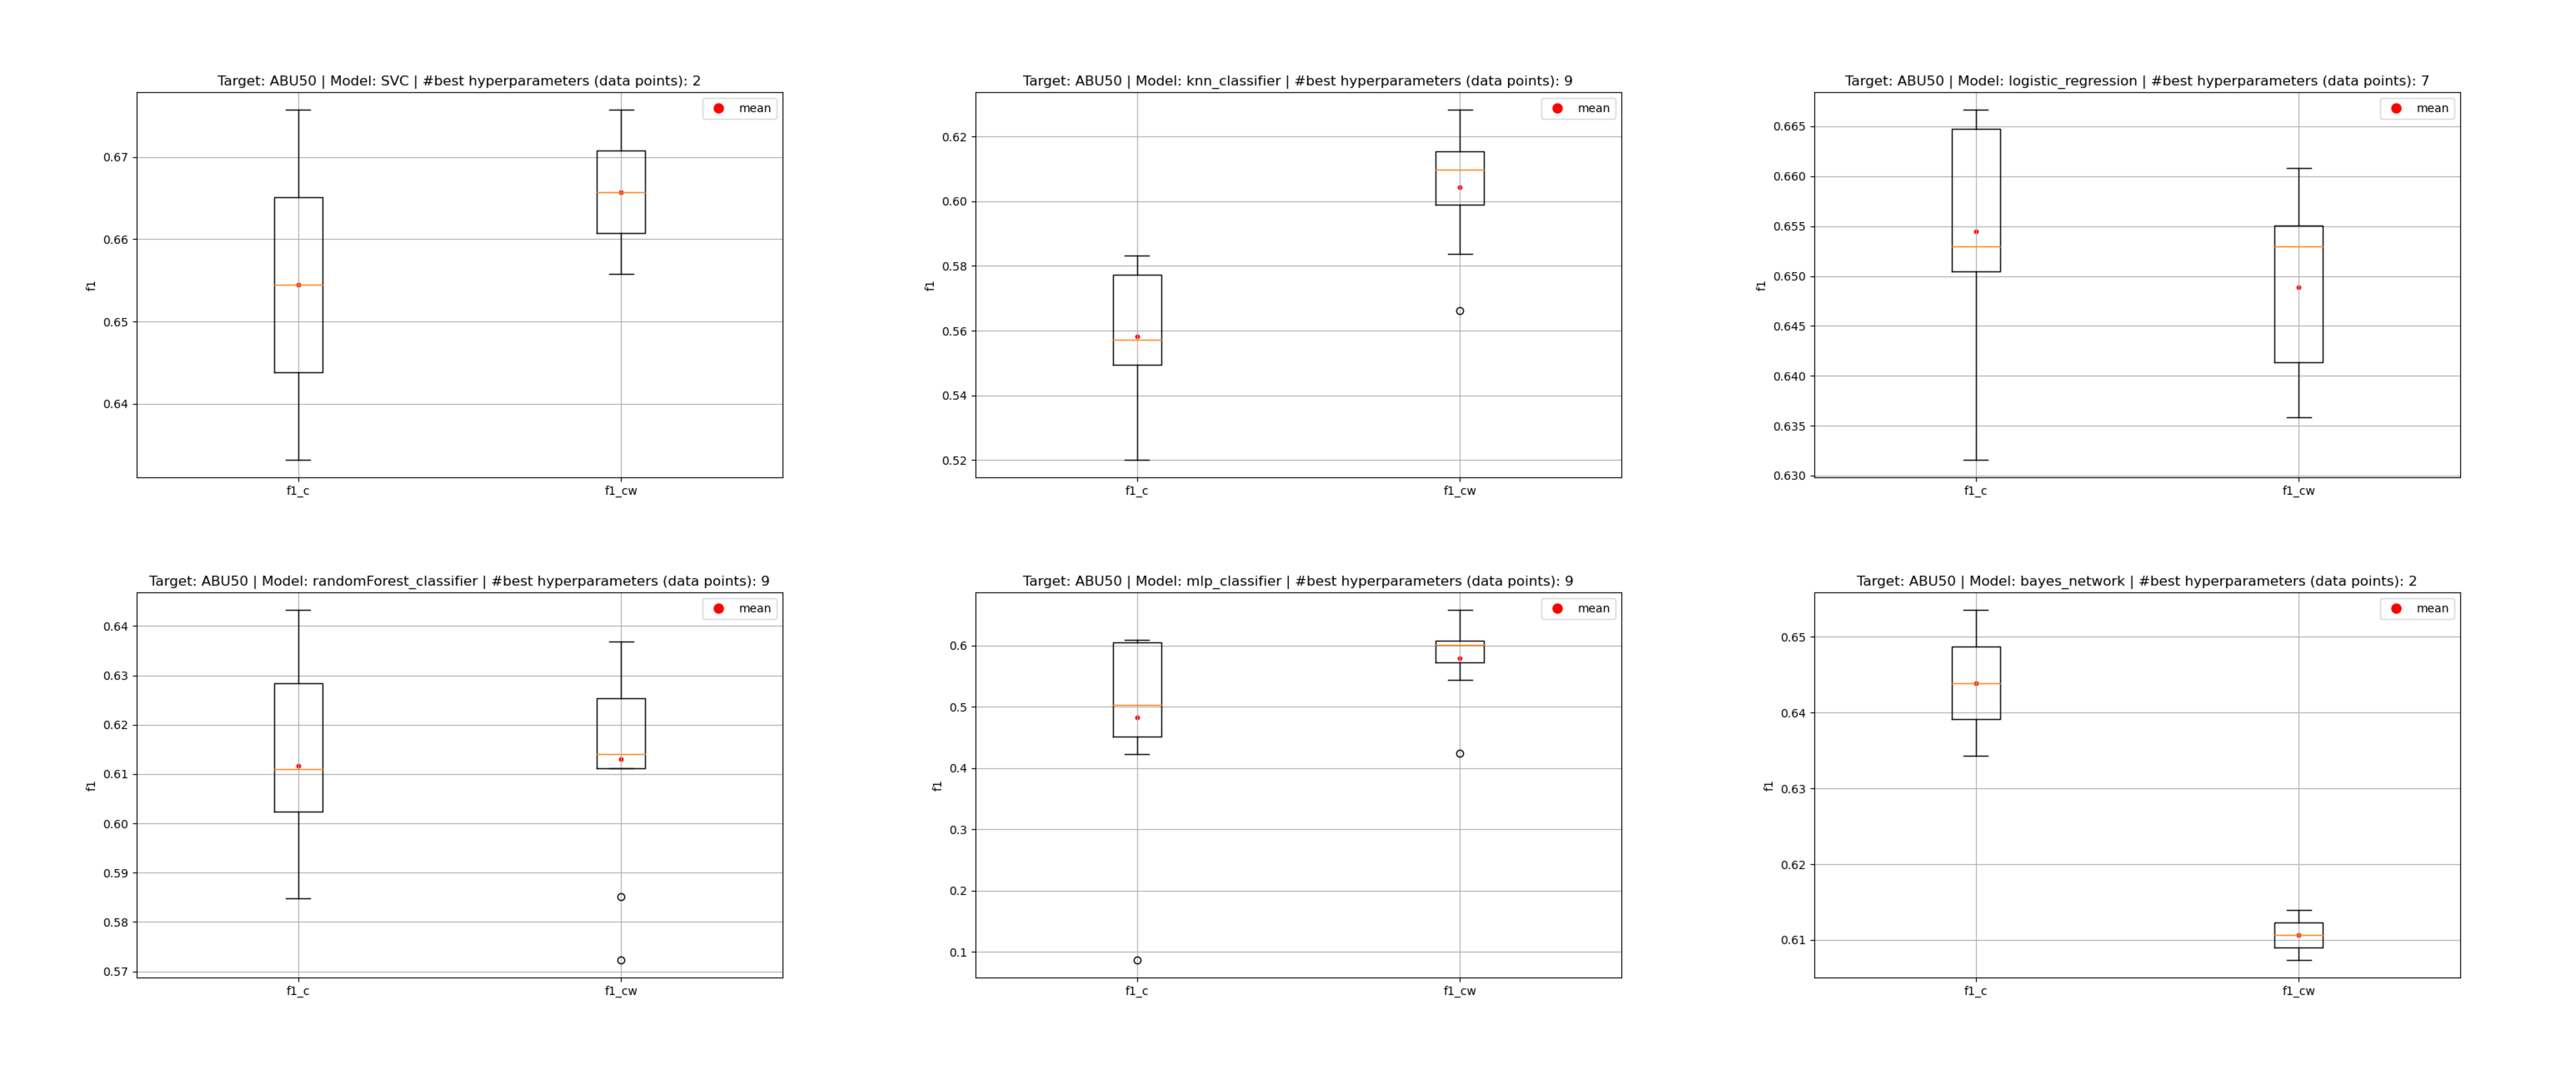 Target: ABU50 | Model: SVC | #best hyperparameters (data points): 2
mean
0.67
0.66
0.65
0.64
f1
f1_c
f1_cw
Target: ABU50 | Model: knn_classifier | #best hyperparameters (data points): 9
mean
0.62
0.60
0.58
0.56
0.54
0.52
f1
f1_c
f1_cw
Target: ABU50 | Model: logistic_regression | #best hyperparameters (data points): 7
mean
0.665
0.660
0.655
0.650
0.645
0.640
0.635
0.630
f1
f1_c
f1_cw
Target: ABU50 | Model: randomForest_classifier | #best hyperparameters (data points): 9
mean
0.64
0.63
0.62
0.61
0.60
0.59
0.58
0.57
f1
f1_c
f1_cw
Target: ABU50 | Model: mlp_classifier | #best hyperparameters (data points): 9
mean
0.6
0.5
0.4
0.3
0.2
0.1
f1
f1_c
f1_cw
Target: ABU50 | Model: bayes_network | #best hyperparameters (data points): 2
mean
0.65
0.64
0.63
0.62
0.61
f1
f1_c
f1_cw